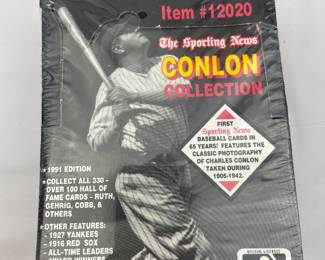 Item #12020
The Sporting News
CONLON
COLLECTION
FIRST
Sporting News
BASEBALL CARDS IN
65 YEARS! FEATURES THE
CLASSIC PHOTOGRAPHY
OF CHARLES CONLON
TAKEN DURING
1905-1942.
• 1991 EDITION
• COLLECT ALL 330 -
OVER 100 HALL OF
FAME CARDS - RUTH,
GEHRIG, COBB, &
OTHERS
• OTHER FEATURES:
- 1927 YANKEES
- 1916 RED SOX
- ALL-TIME LEADERS
- AWARD WINNERS